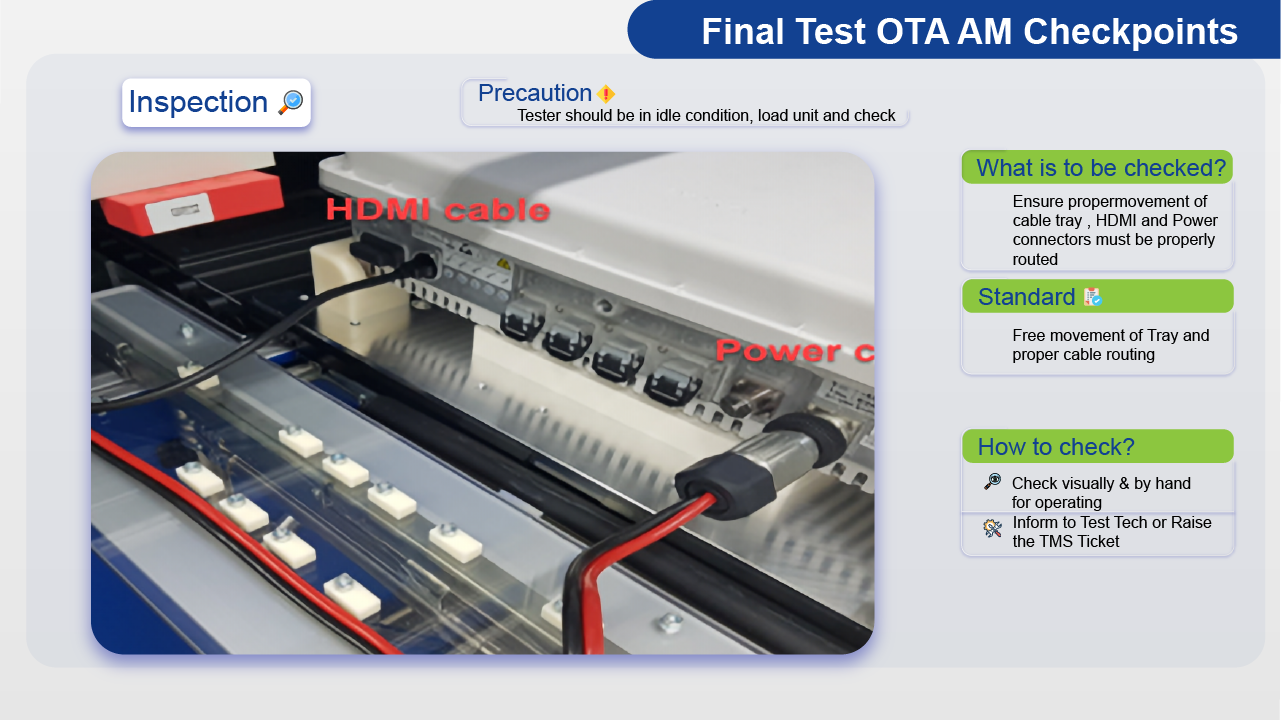 Final Test OTA AM Checkpoints
Inspection
Precaution
Tester should be in idle condition, load unit and check
HDMI cable
Power c
What is to be checked?
Ensure propermovement of
cable tray , HDMI and Power
connectors must be properly
routed
Standard
Free movement of Tray and
proper cable routing
How to check?
Check visually & by hand
for operating
Inform to Test Tech or Raise
the TMS Ticket